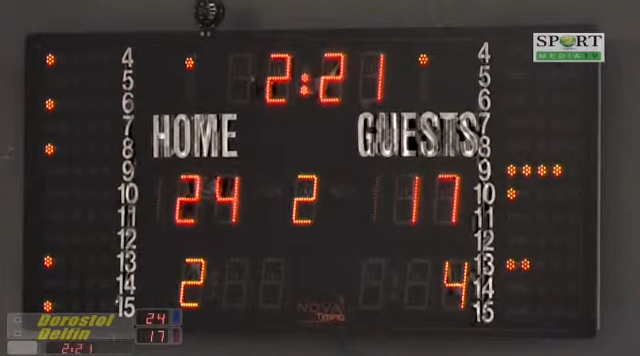 SPORT
MEDIA TV
2:21
HOME GUESTS
24 2 17
2 4
4 4
5 5
6 6
7 7
8 8
9 9
10 10
11 11
12 12
13 13
14 14
15 15
NOVA
Timing
Dorostol 24
Delfin 17
2:21